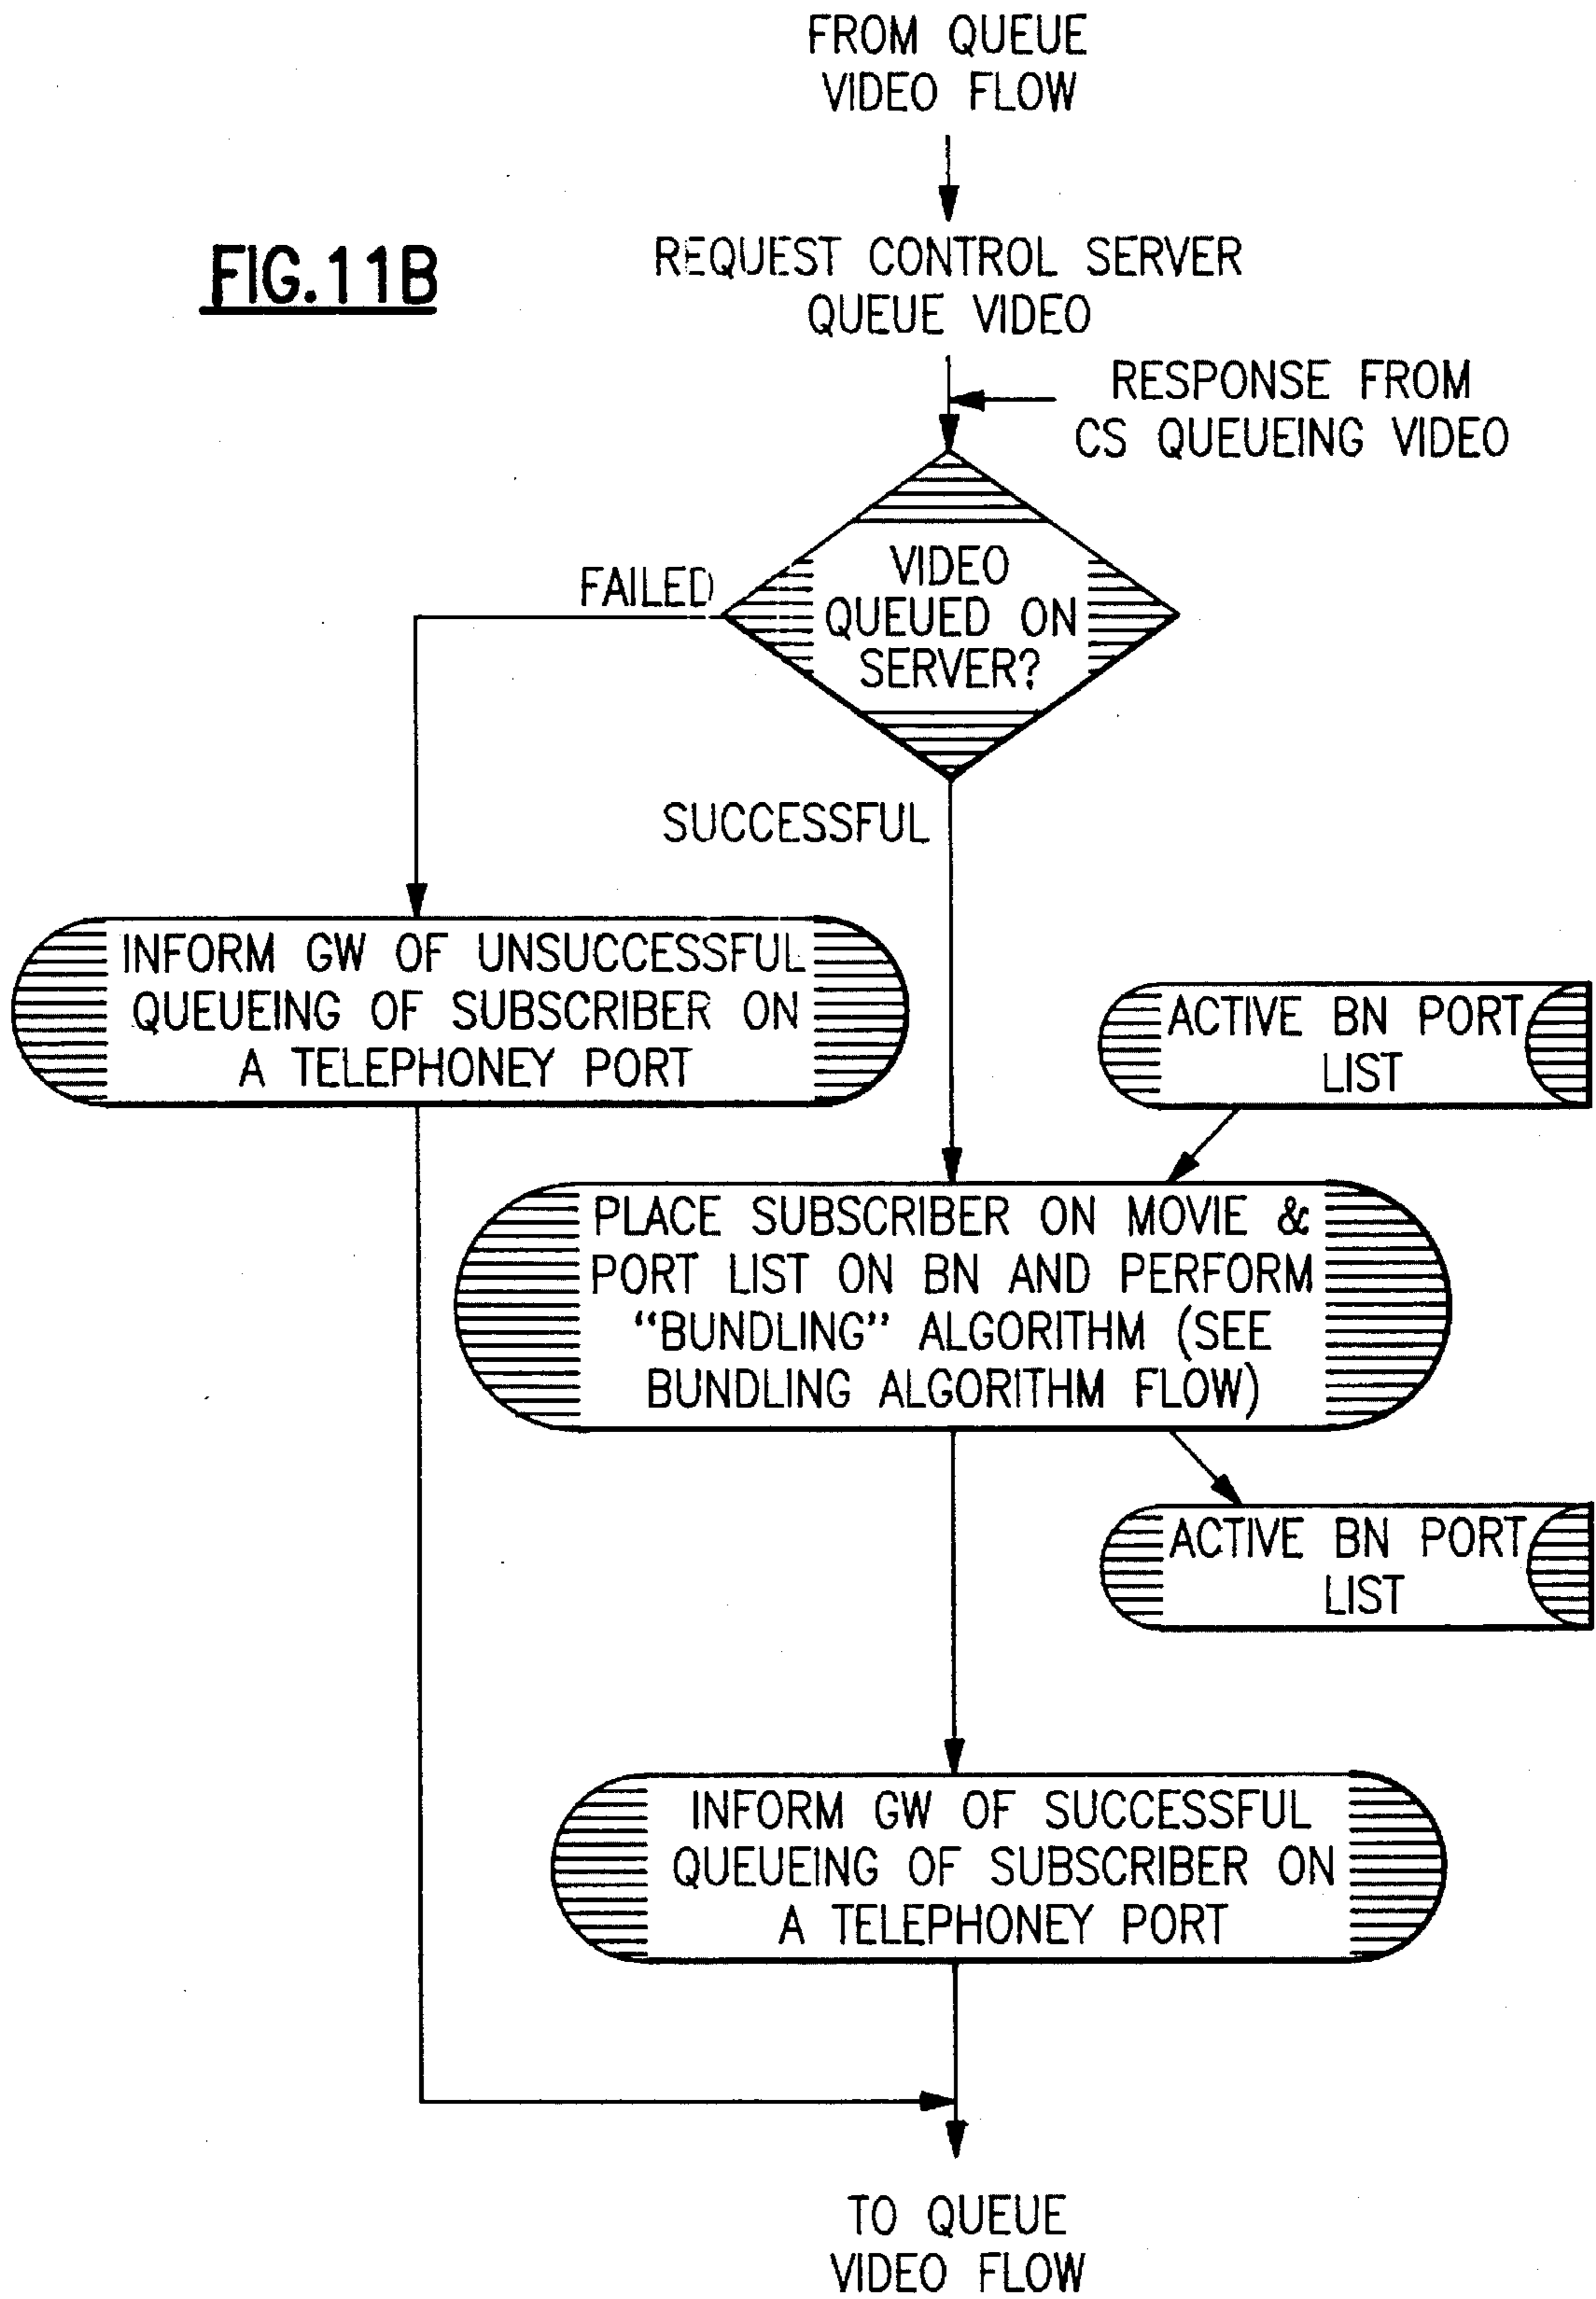 FROM QUEUE
VIDEO FLOW
FIG.11B
REQUEST CONTROL SERVER
QUEUE VIDEO
RESPONSE FROM
CS QUEUEING VIDEO
FAILED
VIDEO
QUEUED ON
SERVER?
SUCCESSFUL
INFORM GW OF UNSUCCESSFUL
QUEUEING OF SUBSCRIBER ON
A TELEPHONEY PORT
ACTIVE BN PORT
LIST
PLACE SUBSCRIBER ON MOVIE &
PORT LIST ON BN AND PERFORM
“BUNDLING” ALGORITHM (SEE
BUNDLING ALGORITHM FLOW)
ACTIVE BN PORT
LIST
INFORM GW OF SUCCESSFUL
QUEUEING OF SUBSCRIBER ON
A TELEPHONEY PORT
TO QUEUE
VIDEO FLOW